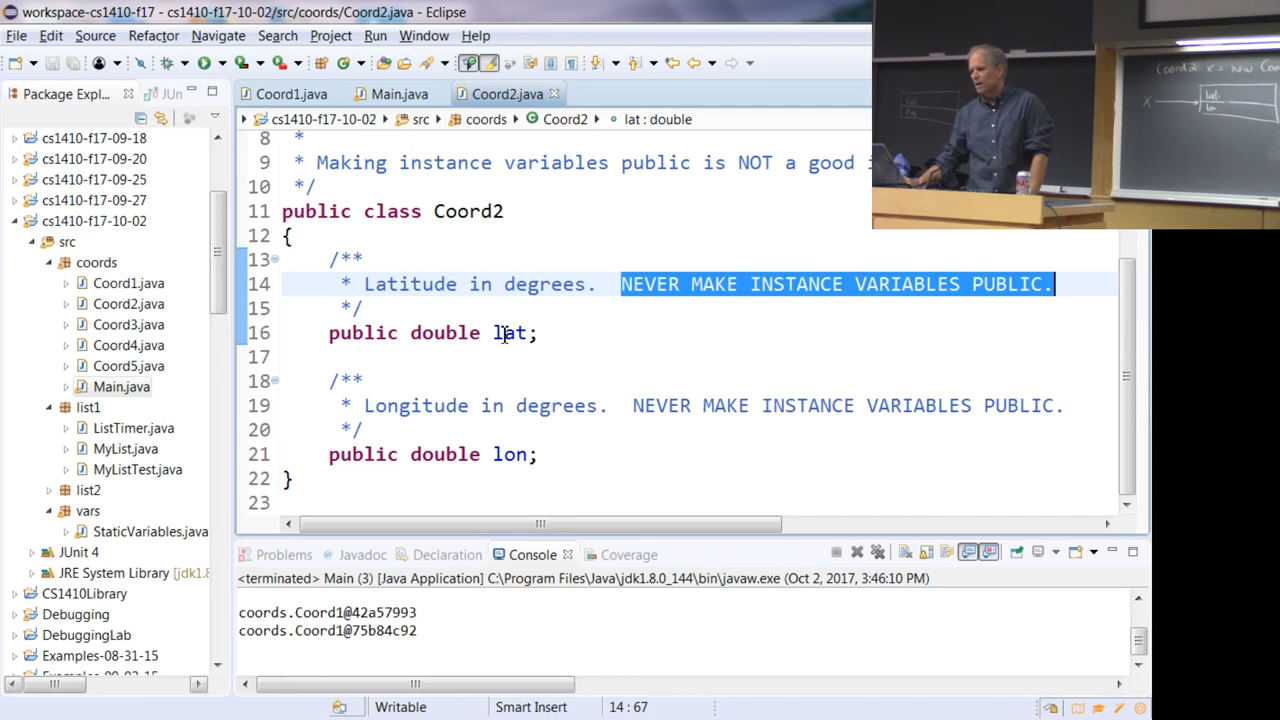 workspace-cs1410-f17 - cs1410-f17-10-02/src/coords/Coord2.java - Eclipse
File Edit Source Refactor Navigate Search Project Run Window Help
Package Expl... JUn
cs1410-f17-09-18
cs1410-f17-09-20
cs1410-f17-09-25
cs1410-f17-09-27
cs1410-f17-10-02
src
coords
Coord1.java
Coord2.java
Coord3.java
Coord4.java
Coord5.java
Main.java
list1
ListTimer.java
MyList.java
MyListTest.java
list2
vars
StaticVariables.java
JUnit 4
JRE System Library [jdk1.8
CS1410Library
Debugging
DebuggingLab
Examples-08-31-15
Coord1.java Main.java Coord2.java
cs1410-f17-10-02 src coords Coord2 lat : double
8 *
9 * Making instance variables public is NOT a good i
10 */
11 public class Coord2
12 {
13 /**
14 * Latitude in degrees. NEVER MAKE INSTANCE VARIABLES PUBLIC.
15 */
16 public double lat;
17
18 /**
19 * Longitude in degrees. NEVER MAKE INSTANCE VARIABLES PUBLIC.
20 */
21 public double lon;
22 }
23
Problems Javadoc Declaration Console Coverage
<terminated> Main (3) [Java Application] C:\Program Files\Java\jdk1.8.0_144\bin\javaw.exe (Oct 2, 2017, 3:46:10 PM)
coords.Coord1@42a57993
coords.Coord1@75b84c92
Writable Smart Insert 14 : 67
Coord2 x = new Coo
x
lat
lon